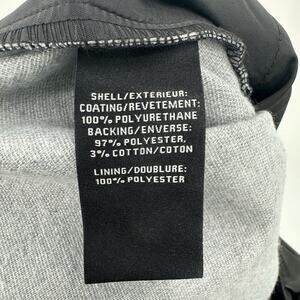 SHELL/EXTERIEUR:
COATING/REVETEMENT:
100% POLYURETHANE
BACKING/ENVERSE:
97% POLYESTER,
3% COTTON/COTON
LINING/DOUBLURE:
100% POLYESTER